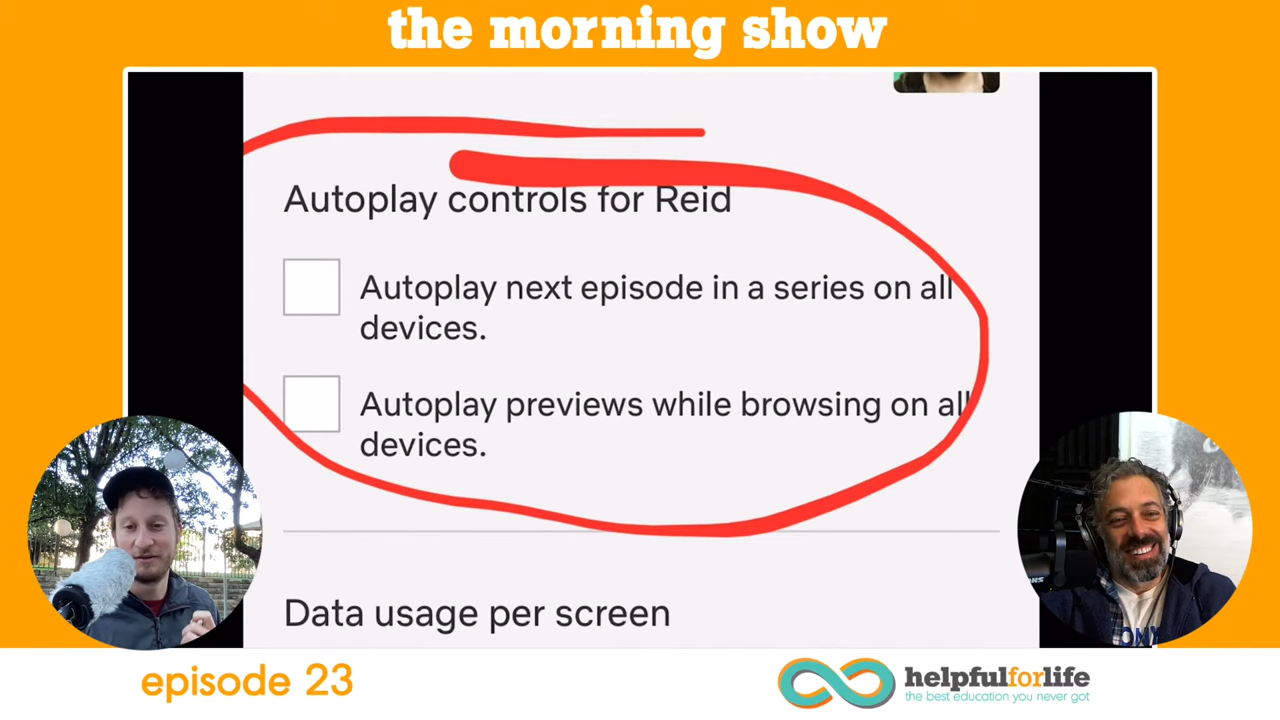 the morning show
Autoplay controls for Reid
Autoplay next episode in a series on all
devices.
Autoplay previews while browsing on all
devices.
Data usage per screen
episode 23
helpfulforlife
the best education you never got